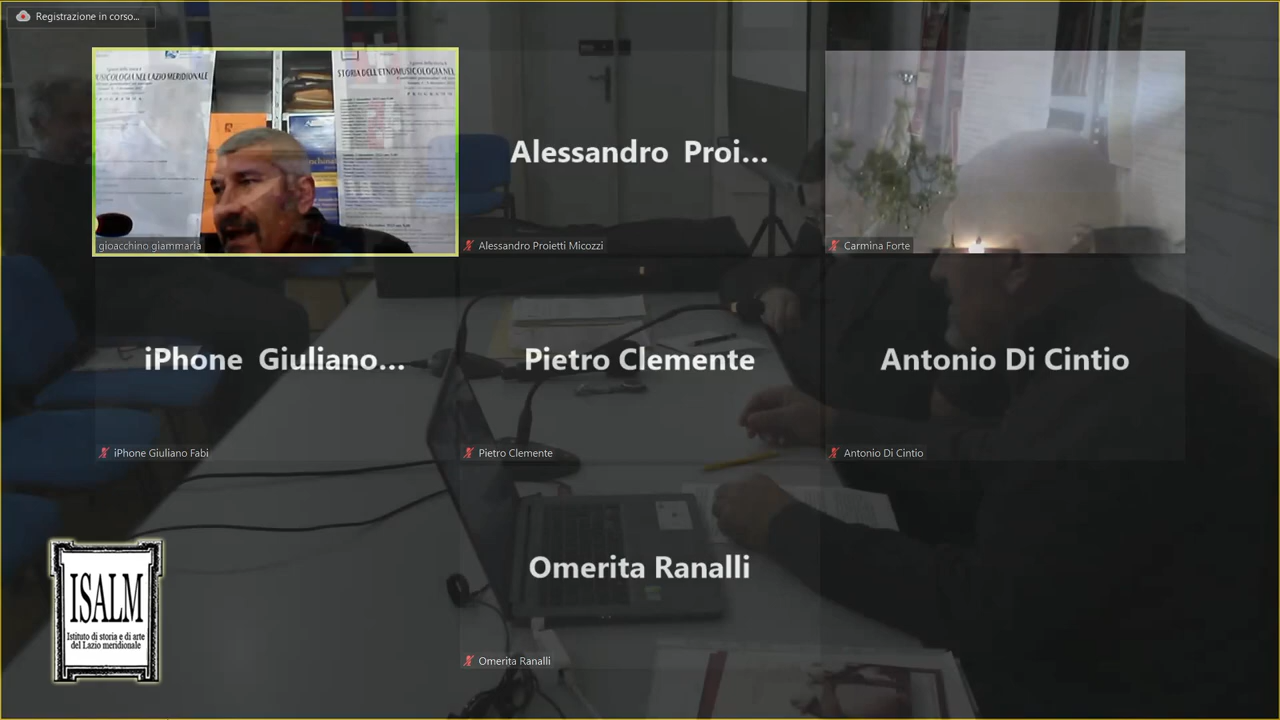 Registrazione in corso...
USICOLOGIA NEL LAZIO MERIDIONALE
STORIA DELL'ETNOMUSICOLOGIA NEL
gioacchino giammaria
Alessandro Proi...
Alessandro Proietti Micozzi
Carmina Forte
iPhone Giuliano...
iPhone Giuliano Fabi
Pietro Clemente
Pietro Clemente
Antonio Di Cintio
Antonio Di Cintio
ISALM
Istituto di storia e di arte
del Lazio meridionale
Omerita Ranalli
Omerita Ranalli